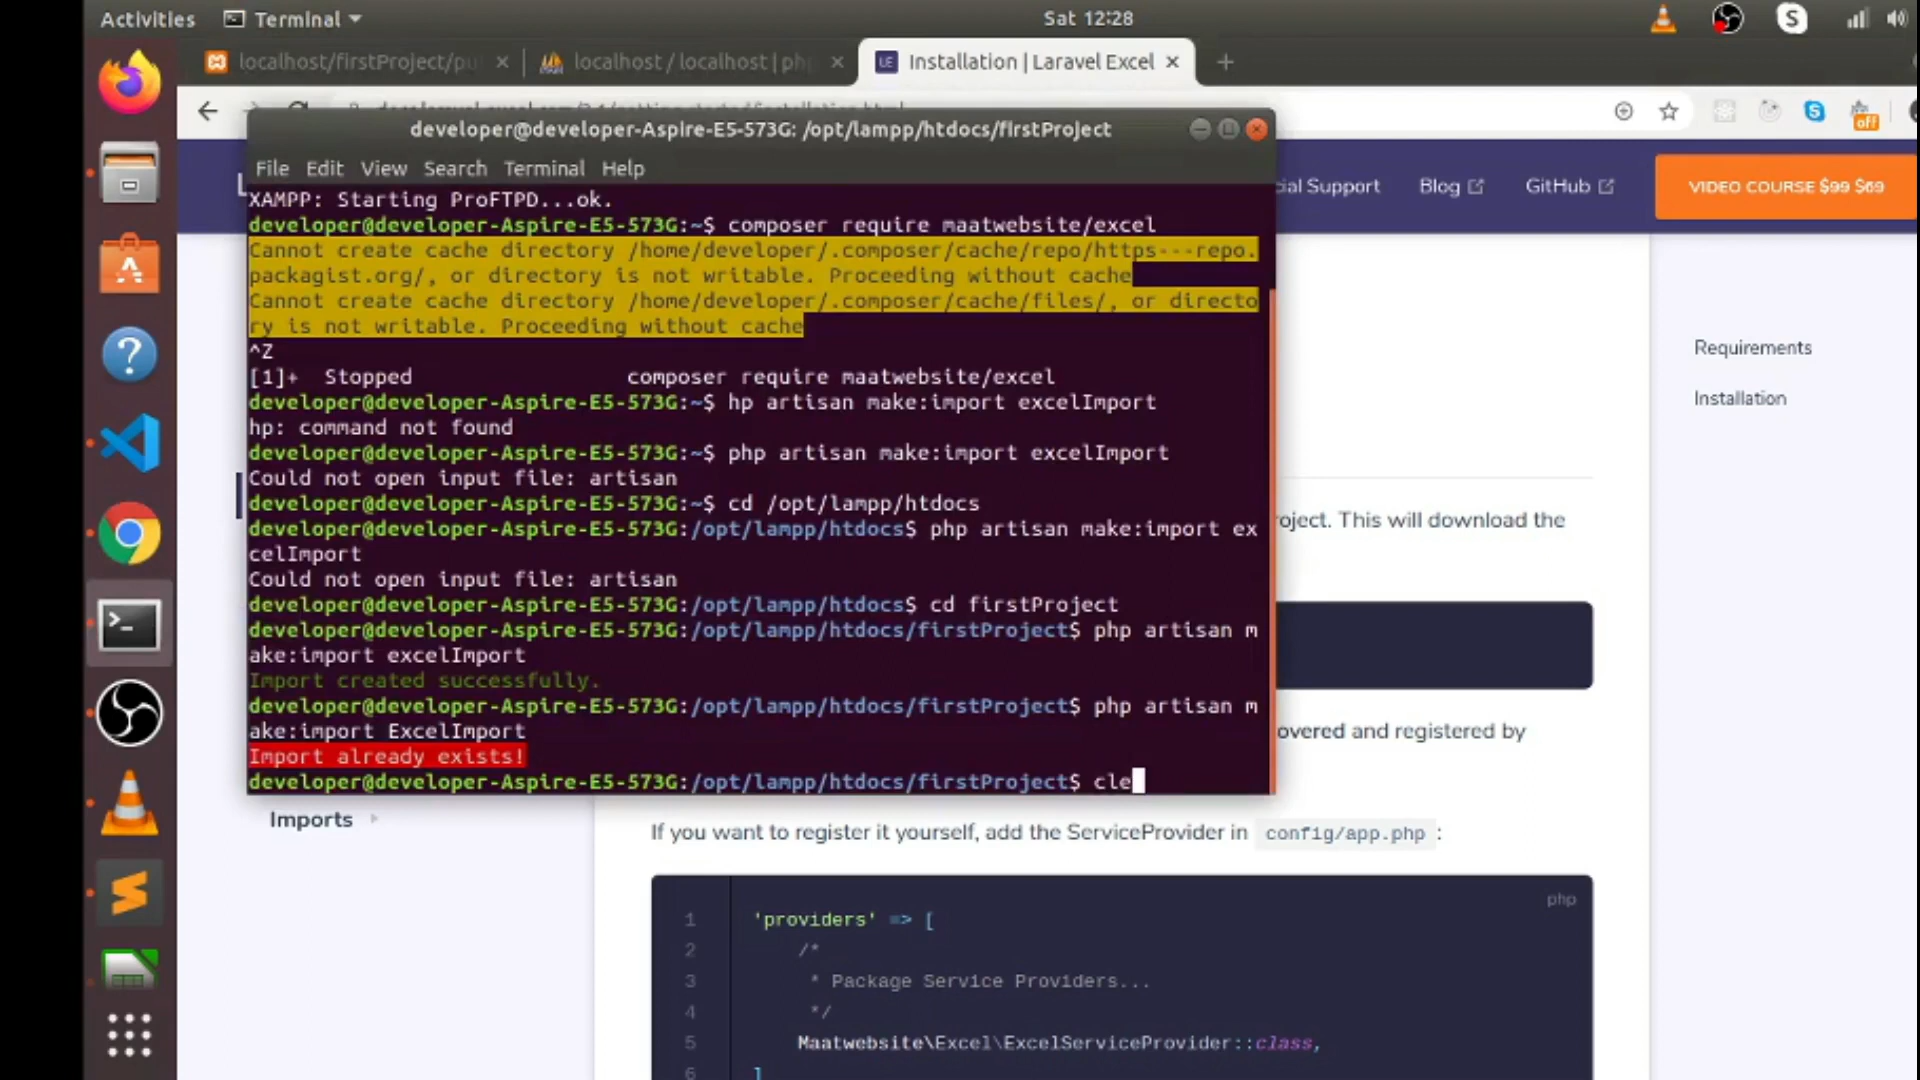 Activities
Terminal
Sat 12:28
S
localhost/firstProject/pu
localhost / localhost | ph
LE Installation | Laravel Excel
off
developer@developer-Aspire-E5-573G: /opt/lampp/htdocs/firstProject
File Edit View Search Terminal Help
XAMPP: Starting ProFTPD...ok.
developer@developer-Aspire-E5-573G:~$ composer require maatwebsite/excel
Cannot create cache directory /home/developer/.composer/cache/repo/https---repo.
packagist.org/, or directory is not writable. Proceeding without cache
Cannot create cache directory /home/developer/.composer/cache/files/, or directo
ry is not writable. Proceeding without cache
^Z
[1]+  Stopped                 composer require maatwebsite/excel
developer@developer-Aspire-E5-573G:~$ hp artisan make:import excelImport
hp: command not found
developer@developer-Aspire-E5-573G:~$ php artisan make:import excelImport
Could not open input file: artisan
developer@developer-Aspire-E5-573G:~$ cd /opt/lampp/htdocs
developer@developer-Aspire-E5-573G:/opt/lampp/htdocs$ php artisan make:import ex
celImport
Could not open input file: artisan
developer@developer-Aspire-E5-573G:/opt/lampp/htdocs$ cd firstProject
developer@developer-Aspire-E5-573G:/opt/lampp/htdocs/firstProject$ php artisan m
ake:import excelImport
Import created successfully.
developer@developer-Aspire-E5-573G:/opt/lampp/htdocs/firstProject$ php artisan m
ake:import ExcelImport
Import already exists!
developer@developer-Aspire-E5-573G:/opt/lampp/htdocs/firstProject$ cle
cial Support
Blog
GitHub
VIDEO COURSE $99 $69
Requirements
Installation
roject. This will download the
overed and registered by
Imports
If you want to register it yourself, add the ServiceProvider in config/app.php :
php
1 'providers' => [
2 /*
3 * Package Service Providers...
4 */
5 Maatwebsite\Excel\ExcelServiceProvider::class,
6 ]